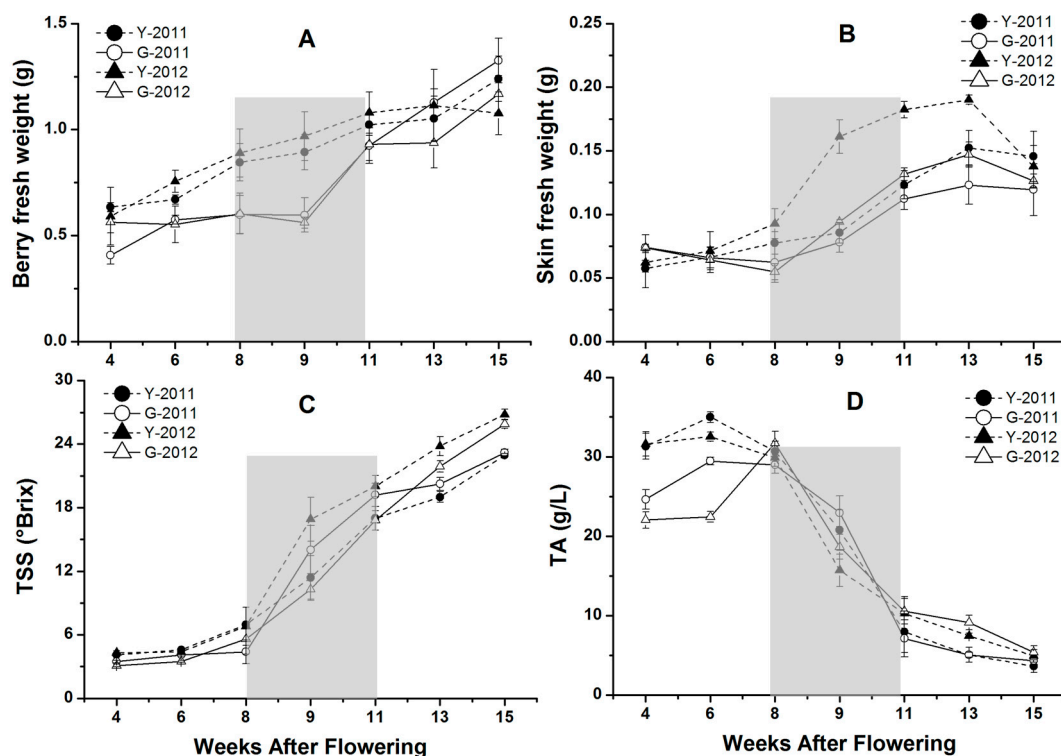 A
Y-2011
G-2011
Y-2012
G-2012
Berry fresh weight (g)
1.5
1.0
0.5
0.0
4 6 8 9 11 13 15
B
Y-2011
G-2011
Y-2012
G-2012
Skin fresh weight (g)
0.25
0.20
0.15
0.10
0.05
0.00
4 6 8 9 11 13 15
C
Y-2011
G-2011
Y-2012
G-2012
TSS (°Brix)
30
24
18
12
6
0
4 6 8 9 11 13 15
Weeks After Flowering
D
Y-2011
G-2011
Y-2012
G-2012
TA (g/L)
40
30
20
10
0
4 6 8 9 11 13 15
Weeks After Flowering